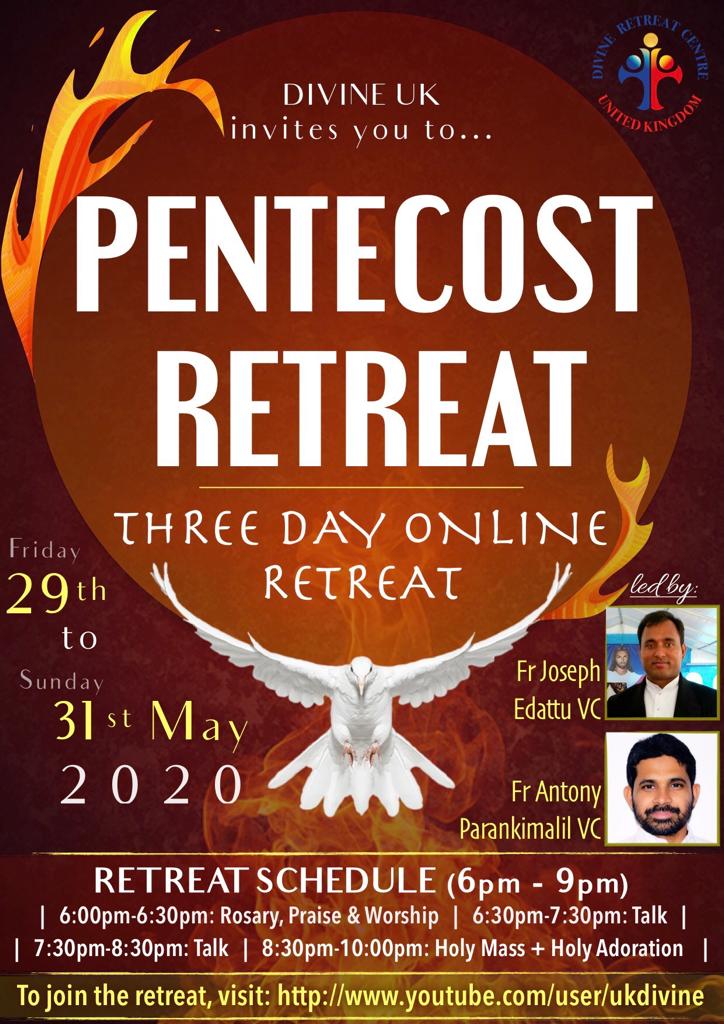 DIVINE RETREAT CENTRE
UNITED KINGDOM
DIVINE UK
invites you to...
PENTECOST
RETREAT
THREE DAY ONLINE
RETREAT
Friday
29th
to
Sunday
31st May
2020
led by:
Fr Joseph
Edattu VC
Fr Antony
Parankimalil VC
RETREAT SCHEDULE (6pm - 9pm)
| 6:00pm-6:30pm: Rosary, Praise & Worship | 6:30pm-7:30pm: Talk |
| 7:30pm-8:30pm: Talk | 8:30pm-10:00pm: Holy Mass + Holy Adoration |
To join the retreat, visit: http://www.youtube.com/user/ukdivine